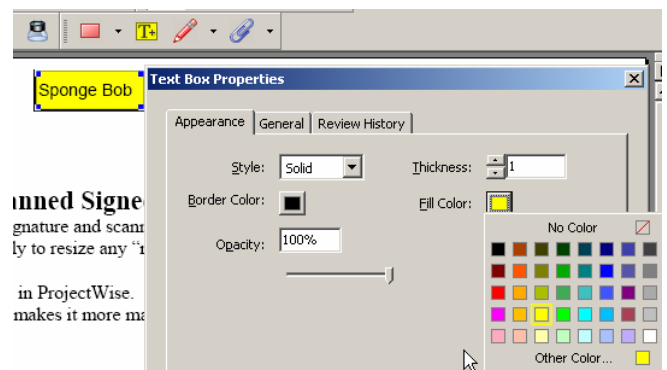 T+
Sponge Bob
Text Box Properties
Appearance General Review History
Style: Solid Thickness: 1
Border Color: Fill Color:
Opacity: 100%
No Color
Other Color...
anned Signe
gnature and scann
ly to resize any "r
in ProjectWise.
makes it more ma